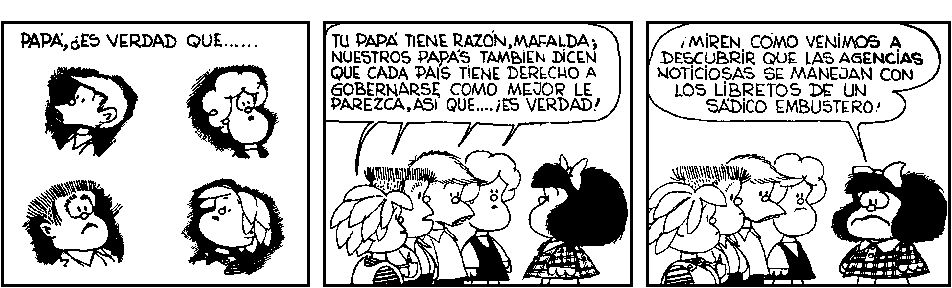 PAPÁ, ¿ES VERDAD QUE......
TU PAPÁ TIENE RAZÓN, MAFALDA;
NUESTROS PAPÁS TAMBIEN DICEN
QUE CADA PAÍS TIENE DERECHO A
GOBERNARSE COMO MEJOR LE
PAREZCA, ASÍ QUE.... ¡ES VERDAD!
¡MIREN CÓMO VENIMOS A
DESCUBRIR QUE LAS AGENCIAS
NOTICIOSAS SE MANEJAN CON
LOS LIBRETOS DE UN
SÁDICO EMBUSTERO!